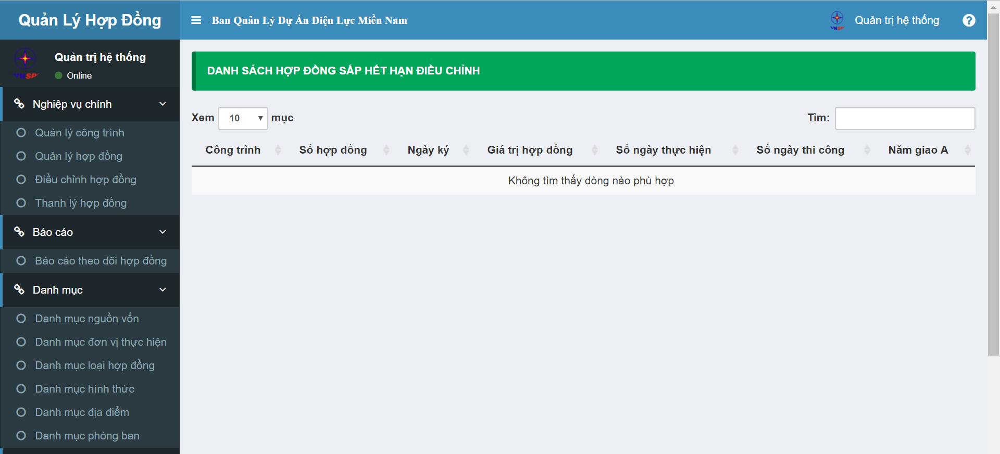 Quản Lý Hợp Đồng
Ban Quản Lý Dự Án Điện Lực Miền Nam
Quản trị hệ thống
Quản trị hệ thống
Online
Nghiệp vụ chính
Quản lý công trình
Quản lý hợp đồng
Điều chỉnh hợp đồng
Thanh lý hợp đồng
Báo cáo
Báo cáo theo dõi hợp đồng
Danh mục
Danh mục nguồn vốn
Danh mục đơn vị thực hiện
Danh mục loại hợp đồng
Danh mục hình thức
Danh mục địa điểm
Danh mục phòng ban
DANH SÁCH HỢP ĐỒNG SẮP HẾT HẠN ĐIỀU CHỈNH
Xem 10 mục
Tìm:
Công trình Số hợp đồng Ngày ký Giá trị hợp đồng Số ngày thực hiện Số ngày thi công Năm giao A
Không tìm thấy dòng nào phù hợp